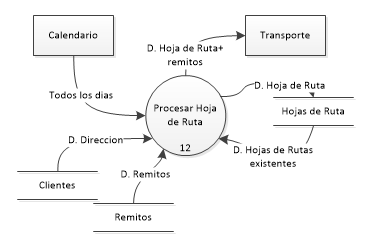 Calendario
D. Hoja de Ruta+
remitos
Transporte
Todos los dias
Procesar Hoja
de Ruta
12
D. Hoja de Ruta
Hojas de Ruta
D. Hojas de Rutas
existentes
D. Direccion
Clientes
D. Remitos
Remitos